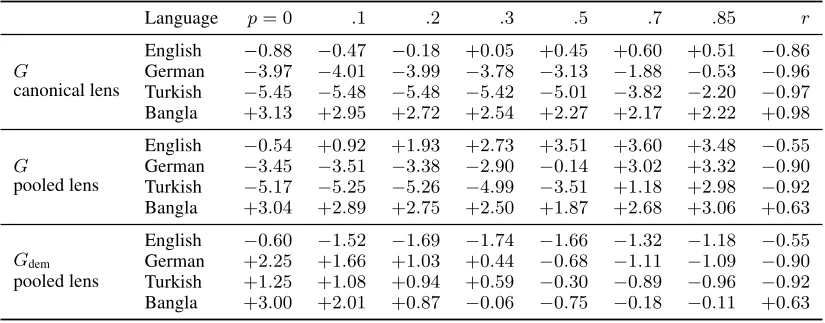 Language p = 0 .1 .2 .3 .5 .7 .85 r
English −0.88 −0.47 −0.18 +0.05 +0.45 +0.60 +0.51 −0.86
G German −3.97 −4.01 −3.99 −3.78 −3.13 −1.88 −0.53 −0.96
canonical lens Turkish −5.45 −5.48 −5.48 −5.42 −5.01 −3.82 −2.20 −0.97
Bangla +3.13 +2.95 +2.72 +2.54 +2.27 +2.17 +2.22 +0.98
English −0.54 +0.92 +1.93 +2.73 +3.51 +3.60 +3.48 −0.55
G German −3.45 −3.51 −3.38 −2.90 −0.14 +3.02 +3.32 −0.90
pooled lens Turkish −5.17 −5.25 −5.26 −4.99 −3.51 +1.18 +2.98 −0.92
Bangla +3.04 +2.89 +2.75 +2.50 +1.87 +2.68 +3.06 +0.63
English −0.60 −1.52 −1.69 −1.74 −1.66 −1.32 −1.18 −0.55
Gdem German +2.25 +1.66 +1.03 +0.44 −0.68 −1.11 −1.09 −0.90
pooled lens Turkish +1.25 +1.08 +0.94 +0.59 −0.30 −0.89 −0.96 −0.92
Bangla +3.00 +2.01 +0.87 −0.06 −0.75 −0.18 −0.11 +0.63